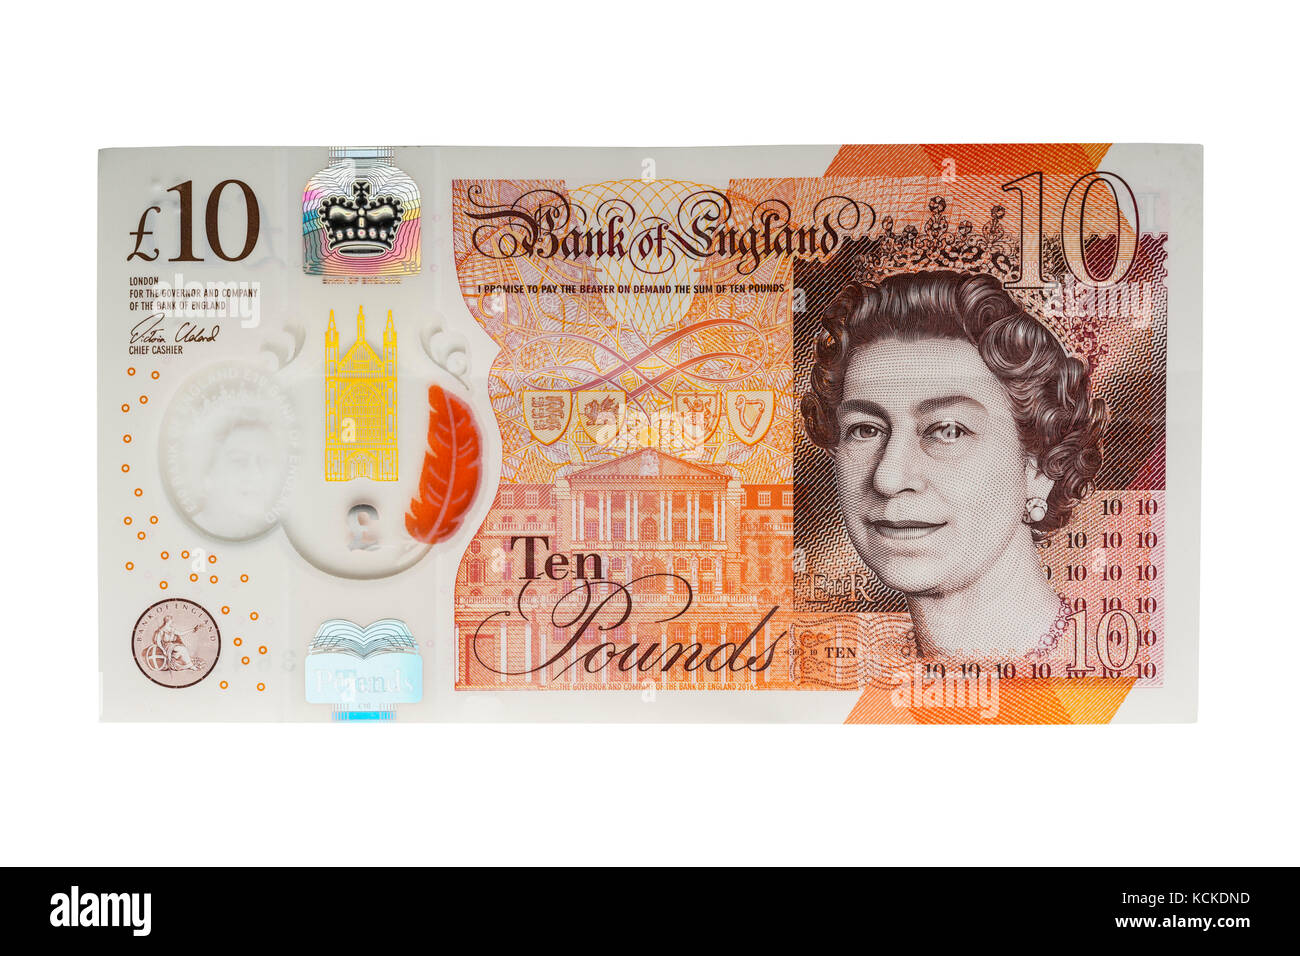 £10
LONDON
FOR THE GOVERNOR AND COMPANY
OF THE BANK OF ENGLAND
Victoria Cleland
CHIEF CASHIER
BANK OF ENGLAND
Pounds
Bank of England
I PROMISE TO PAY THE BEARER ON DEMAND THE SUM OF TEN POUNDS
£
Ten
Pounds
© THE GOVERNOR AND COMPANY OF THE BANK OF ENGLAND 2016
10
EIIR
10 10 TEN
10 10
10 10 10 10
10 10 10 10
10 10 10
10
10 10 10 10 10 10 10
alamy
Image ID: KCKDND
www.alamy.com